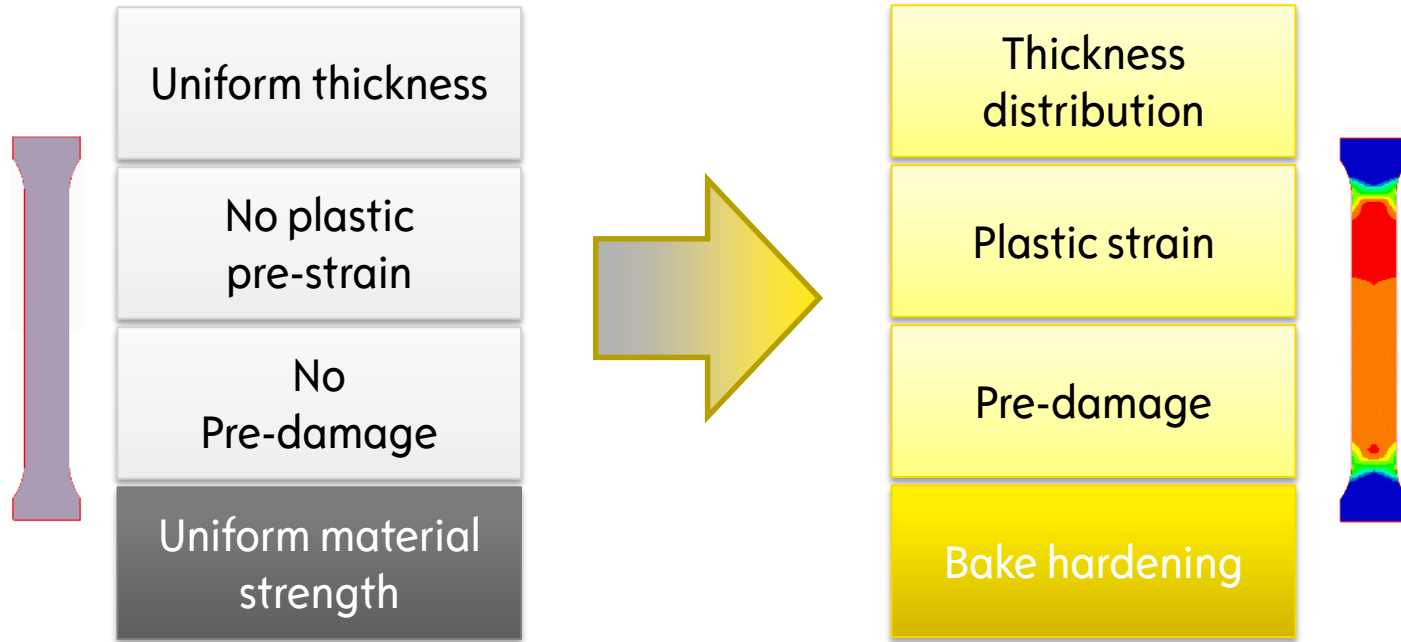 Uniform thickness
No plastic
pre-strain
No
Pre-damage
Uniform material
strength
Thickness
distribution
Plastic strain
Pre-damage
Bake hardening